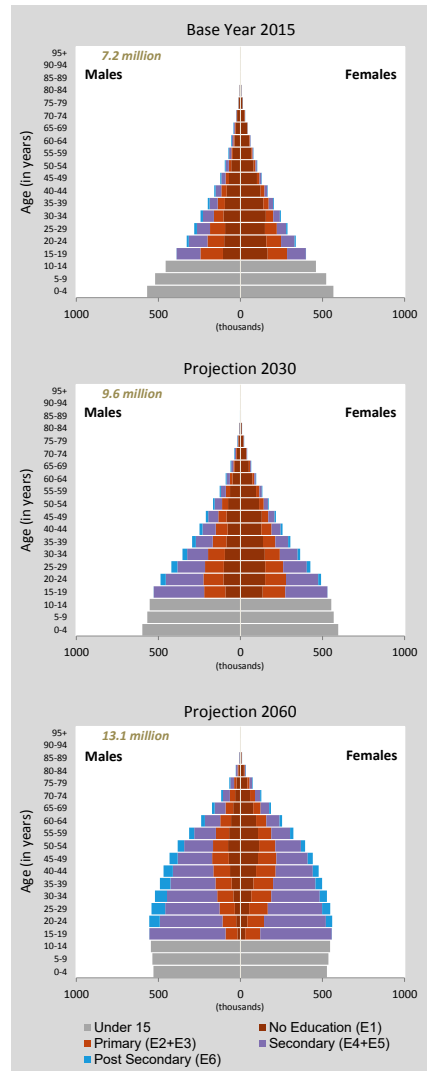 Base Year 2015
7.2 million
Males
Females
Age (in years)
95+
90-94
85-89
80-84
75-79
70-74
65-69
60-64
55-59
50-54
45-49
40-44
35-39
30-34
25-29
20-24
15-19
10-14
5-9
0-4
1000 500 0 500 1000
(thousands)
Projection 2030
9.6 million
Males
Females
Age (in years)
95+
90-94
85-89
80-84
75-79
70-74
65-69
60-64
55-59
50-54
45-49
40-44
35-39
30-34
25-29
20-24
15-19
10-14
5-9
0-4
1000 500 0 500 1000
(thousands)
Projection 2060
13.1 million
Males
Females
Age (in years)
95+
90-94
85-89
80-84
75-79
70-74
65-69
60-64
55-59
50-54
45-49
40-44
35-39
30-34
25-29
20-24
15-19
10-14
5-9
0-4
1000 500 0 500 1000
(thousands)
Under 15
No Education (E1)
Primary (E2+E3)
Secondary (E4+E5)
Post Secondary (E6)